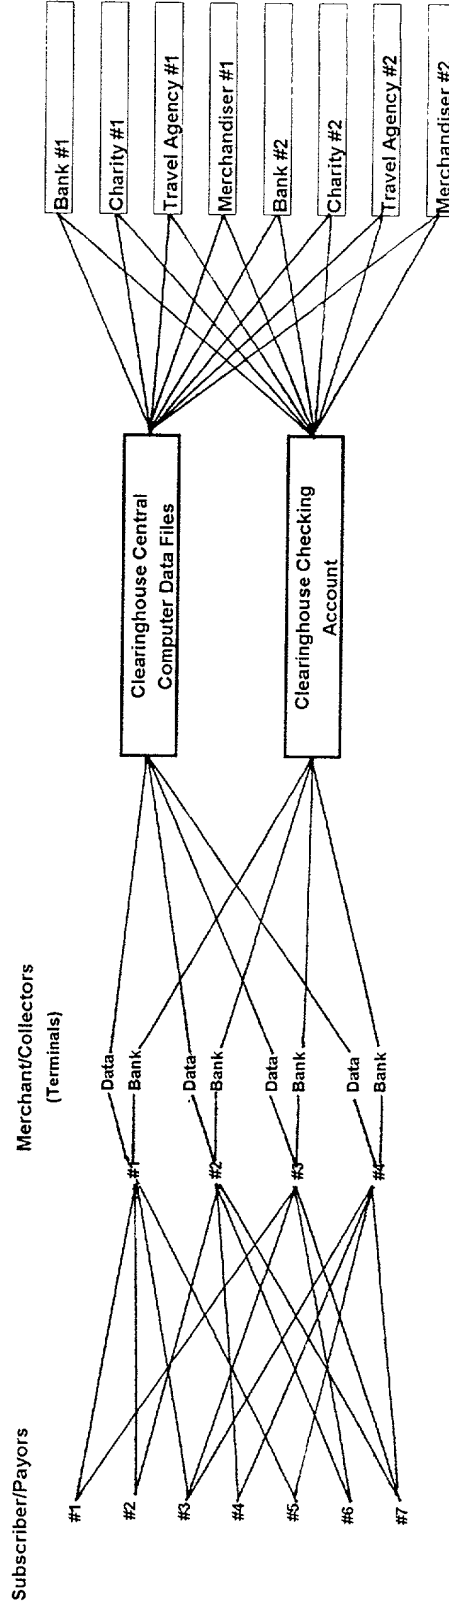 Subscriber/Payors
#1
#2
#3
#4
#5
#6
#7
Merchant/Collectors
(Terminals)
#1
Data
Bank
#2
Data
Bank
#3
Data
Bank
#4
Data
Bank
Clearinghouse Central
Computer Data Files
Clearinghouse Checking
Account
Bank #1
Charity #1
Travel Agency #1
Merchandiser #1
Bank #2
Charity #2
Travel Agency #2
Merchandiser #2